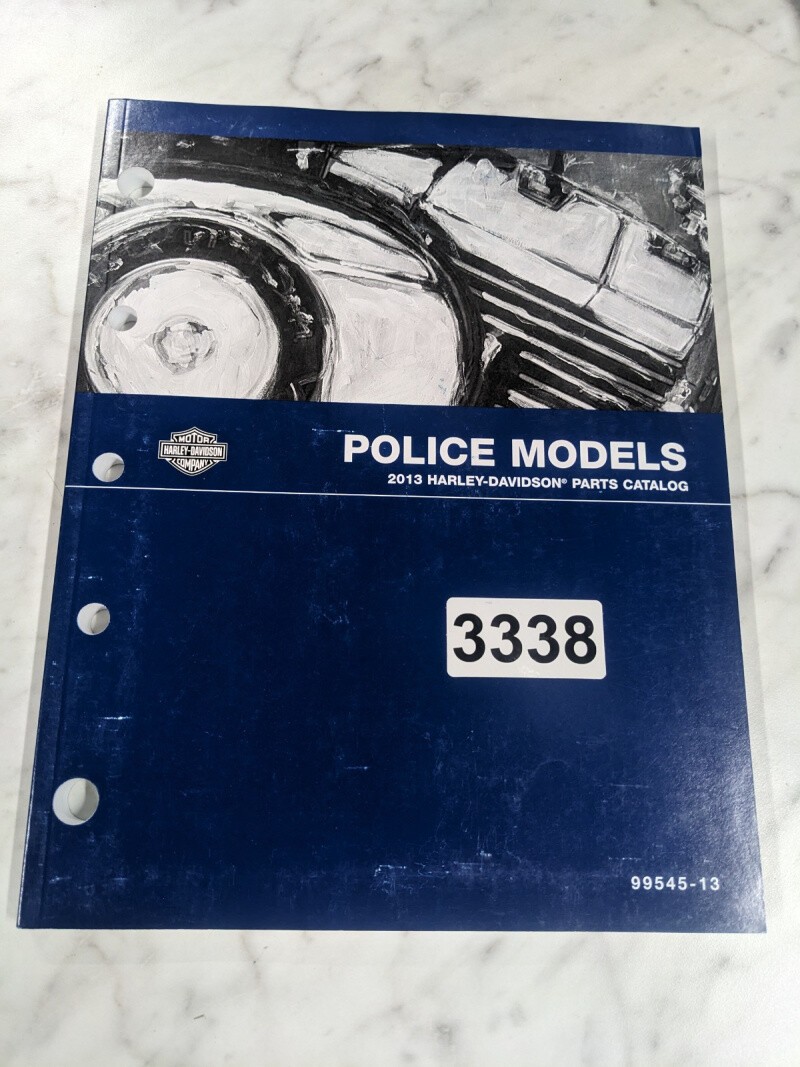 MOTOR
HARLEY-DAVIDSON
COMPANY
POLICE MODELS
2013 HARLEY-DAVIDSON® PARTS CATALOG
3338
99545-13